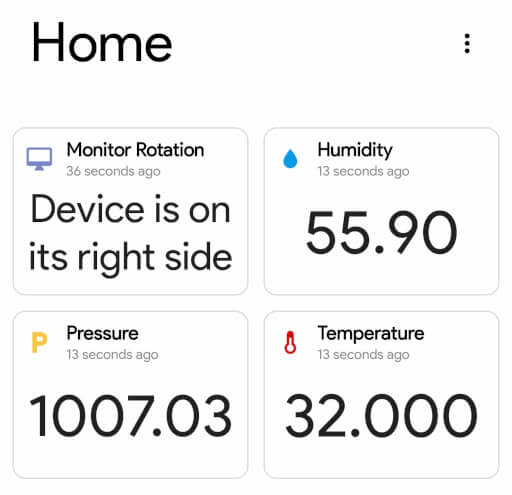 Home
Monitor Rotation
36 seconds ago
Device is on
its right side
Humidity
13 seconds ago
55.90
P
Pressure
13 seconds ago
1007.03
Temperature
13 seconds ago
32.000